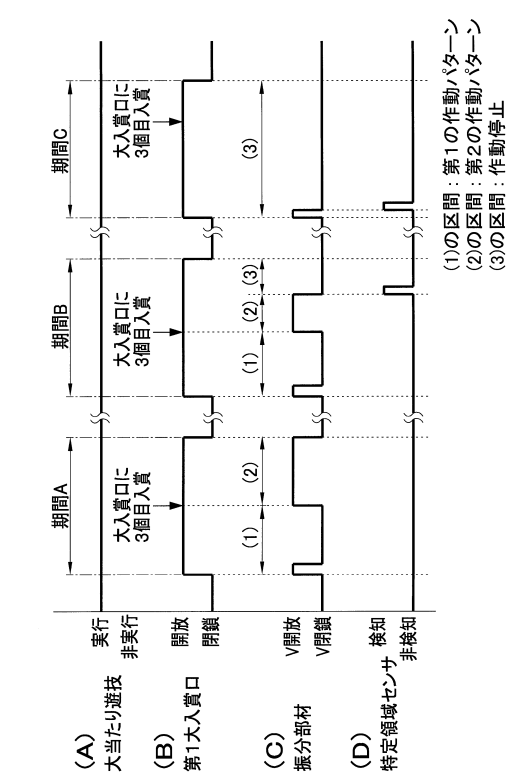 期間A
期間B
期間C
(A)
大当たり遊技
実行
非実行
大入賞口に
3個目入賞
大入賞口に
3個目入賞
大入賞口に
3個目入賞
(B)
第1大入賞口
開放
閉鎖
(1)
(2)
(1)
(2)
(3)
(3)
(C)
振分部材
V開放
V閉鎖
(D)
特定領域センサ
検知
非検知
(1)の区間:第1の作動パターン
(2)の区間:第2の作動パターン
(3)の区間:作動停止